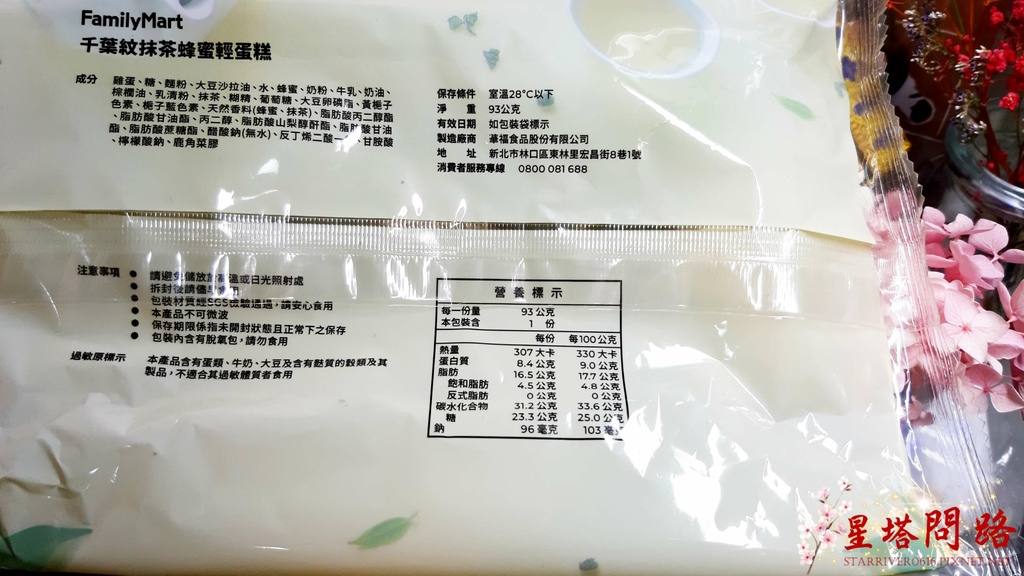 FamilyMart
千葉紋抹茶蜂蜜輕蛋糕
成分 雞蛋、糖、麵粉、大豆沙拉油、水、蜂蜜、奶粉、牛乳、奶油、
棕櫚油、乳清粉、抹茶、糊精、葡萄糖、大豆卵磷脂、黃梔子
色素、梔子藍色素、天然香料(蜂蜜、抹茶)、脂肪酸丙二醇酯
、脂肪酸甘油酯、丙二醇、脂肪酸山梨醇酐酯、脂肪酸甘油
酯、脂肪酸蔗糖酯、醋酸鈉(無水)、反丁烯二酸一、甘胺酸
、檸檬酸鈉、鹿角菜膠
保存條件 室溫28°C以下
淨 重 93公克
有效日期 如包裝袋標示
製造廠商 華福食品股份有限公司
地 址 新北市林口區東林里宏昌街8巷1號
消費者服務專線 0800 081 688
注意事項 ● 請避免儲放於高溫或日光照射處
● 拆封後請儘
● 包裝材質經SGS檢驗通過，請安心食用
● 本產品不可微波
● 保存期限係指未開封狀態且正常下之保存
● 包裝內含有脫氧包，請勿食用
過敏原標示 本產品含有蛋類、牛奶、大豆及含有麩質的穀類及其
製品，不適合其過敏體質者食用
營養標示
每一份量 93 公克
本包裝含 1 份
每份 每100公克
熱量 307 大卡 330 大卡
蛋白質 8.4 公克 9.0 公克
脂肪 16.5 公克 17.7 公克
飽和脂肪 4.5 公克 4.8 公克
反式脂肪 0 公克 0 公克
碳水化合物 31.2 公克 33.6 公克
糖 23.3 公克 25.0 公克
鈉 96 毫克 103 毫
星塔問路
STARRIVER0616.PIXNET.NET